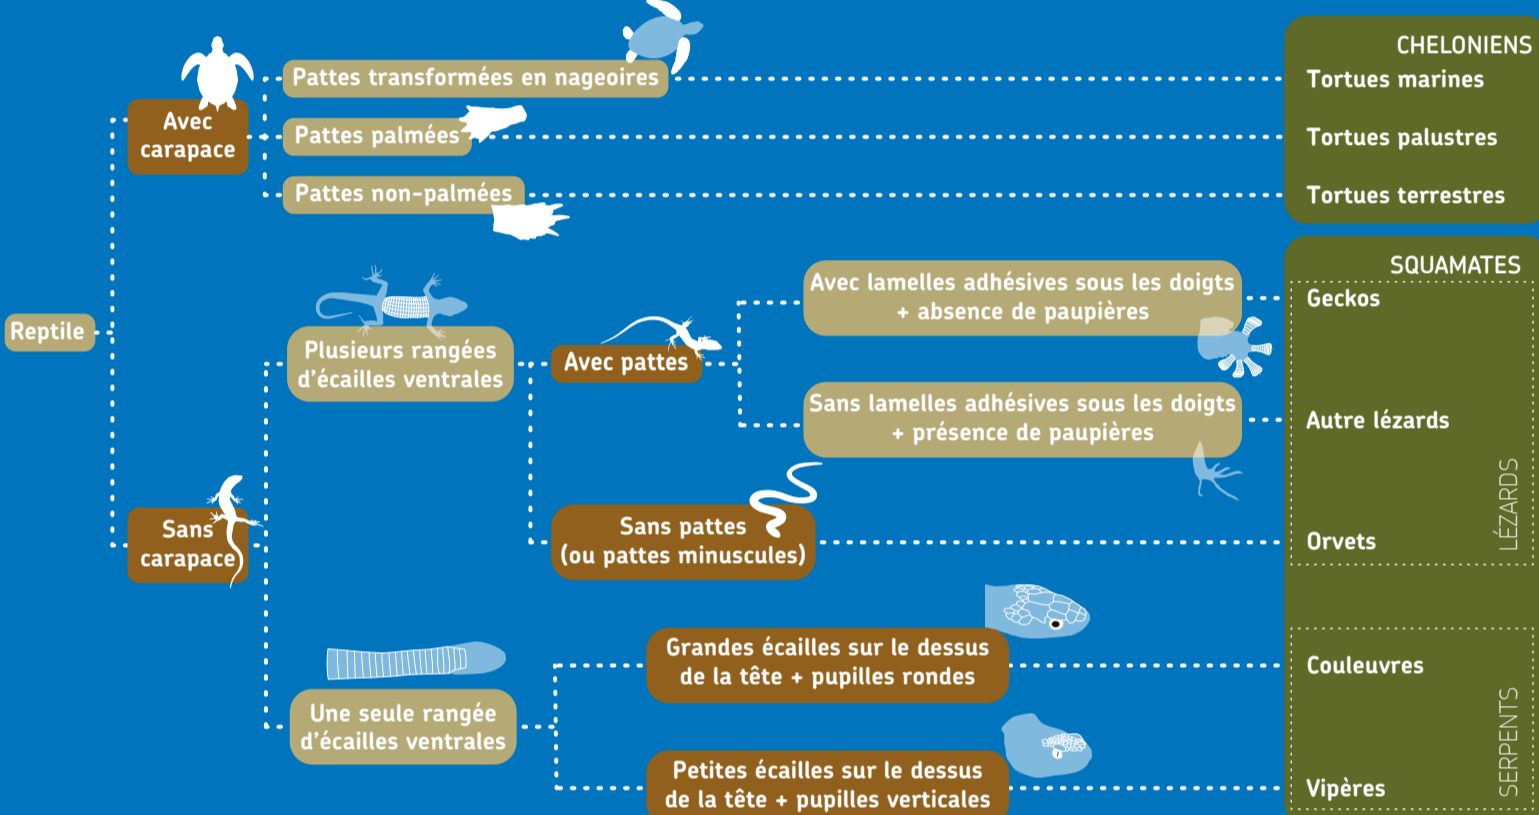 Reptile
Avec
carapace
Pattes transformées en nageoires
Pattes palmées
Pattes non-palmées
CHELONIENS
Tortues marines
Tortues palustres
Tortues terrestres
Sans
carapace
Plusieurs rangées
d'écailles ventrales
Avec pattes
Avec lamelles adhésives sous les doigts
+ absence de paupières
Sans lamelles adhésives sous les doigts
+ présence de paupières
Sans pattes
(ou pattes minuscules)
SQUAMATES
Geckos
Autre lézards
Orvets
LÉZARDS
Une seule rangée
d'écailles ventrales
Grandes écailles sur le dessus
de la tête + pupilles rondes
Petites écailles sur le dessus
de la tête + pupilles verticales
Couleuvres
Vipères
SERPENTS